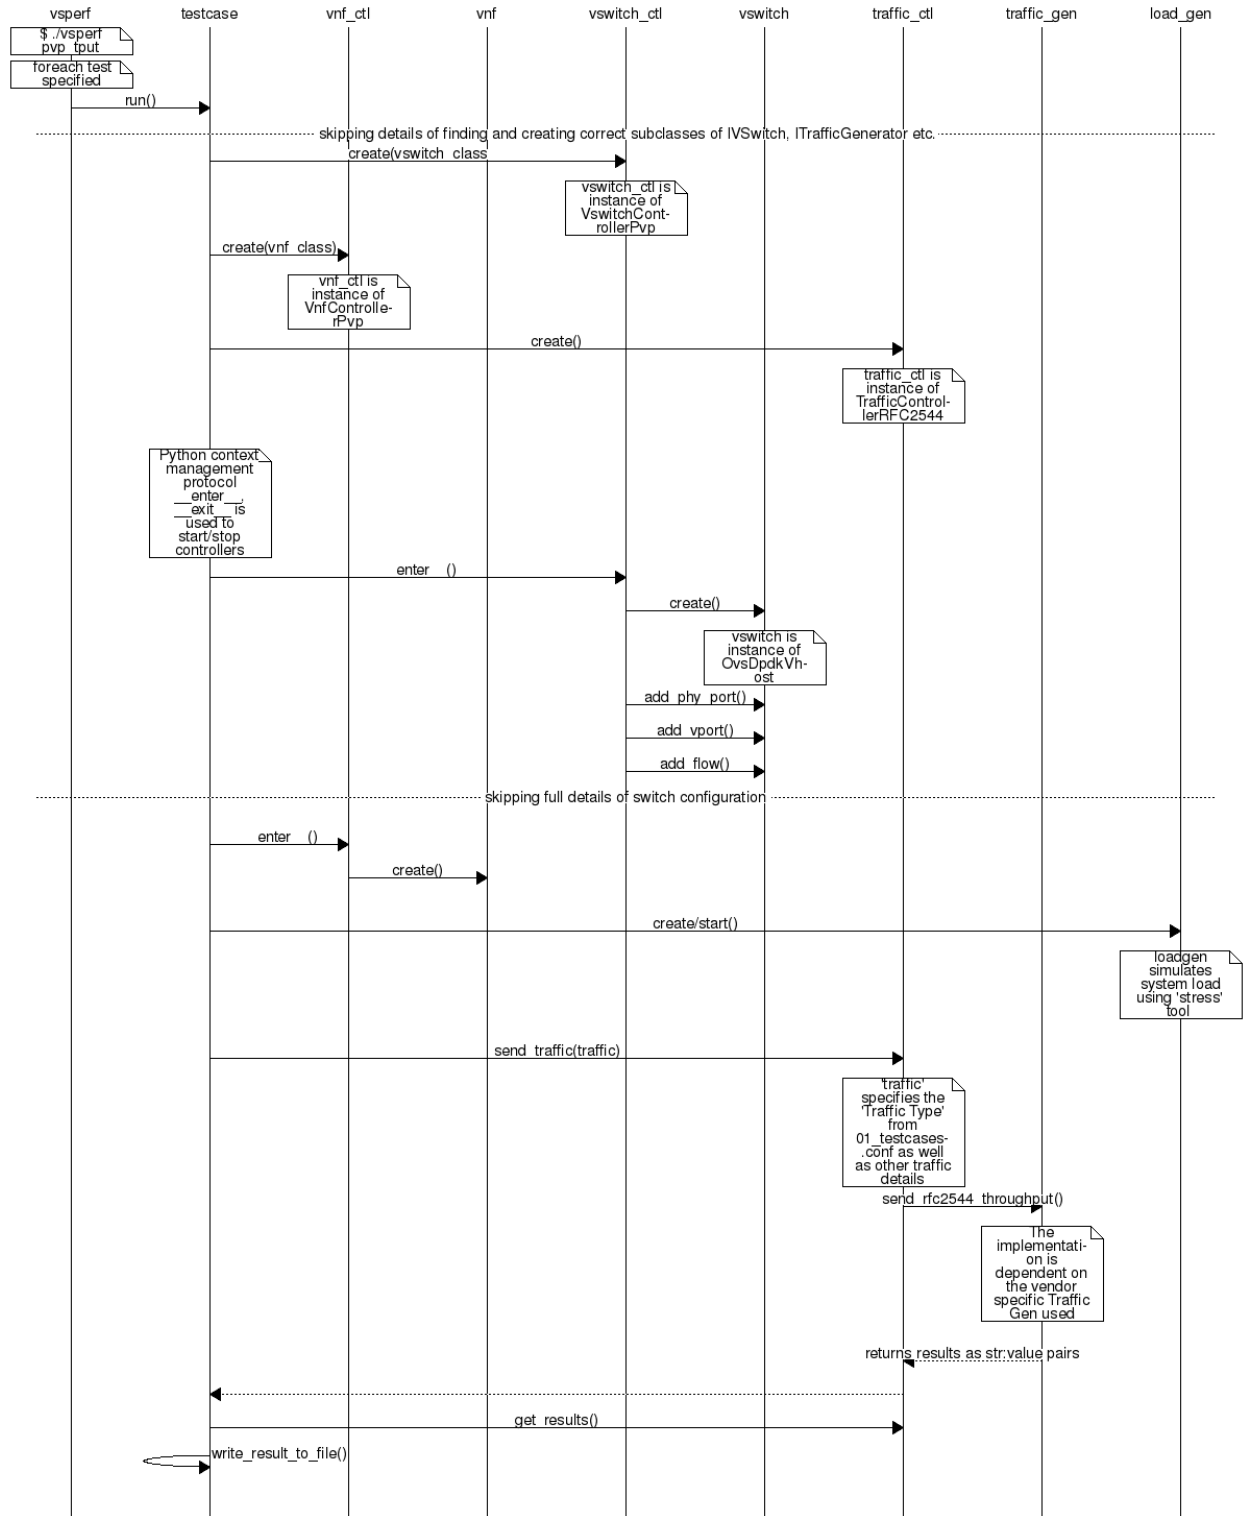 vsperf testcase vnf_ctl vnf vswitch_ctl vswitch traffic_ctl traffic_gen load_gen
$ ./vsperf
pvp_tput
foreach test
specified
run()
skipping details of finding and creating correct subclasses of IVSwitch, ITrafficGenerator etc.
create(vswitch_class
vswitch_ctl is
instance of
VswitchCont-
rollerPvp
create(vnf_class)
vnf_ctl is
instance of
VnfControlle-
rPvp
create()
traffic_ctl is
instance of
TrafficControl-
lerRFC2544
Python context
management
protocol
__enter__,
__exit__ is
used to
start/stop
controllers
enter__()
create()
vswitch is
instance of
OvsDpdkVh-
ost
add_phy_port()
add_vport()
add_flow()
skipping full details of switch configuration
enter__()
create()
create/start()
loadgen
simulates
system load
using 'stress'
tool
send_traffic(traffic)
'traffic'
specifies the
'Traffic Type'
from
01_testcases-
.conf as well
as other traffic
details
send_rfc2544_throughput()
The
implementati-
on is
dependent on
the vendor
specific Traffic
Gen used
returns results as str:value pairs
get_results()
write_result_to_file()